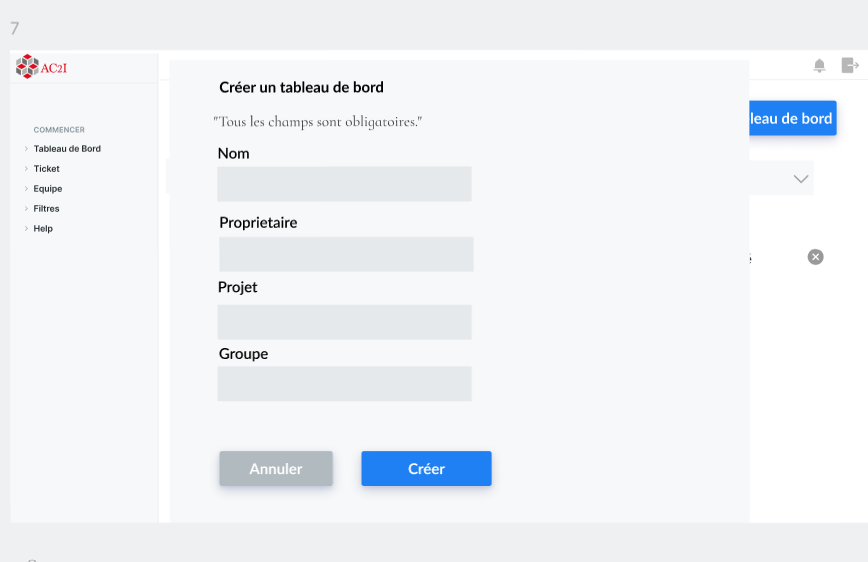 7
AC2I
Créer un tableau de bord
"Tous les champs sont obligatoires."
leau de bord
COMMENCER
Tableau de Bord
Ticket
Equipe
Filtres
Help
Nom
Proprietaire
Projet
Groupe
Annuler
Créer